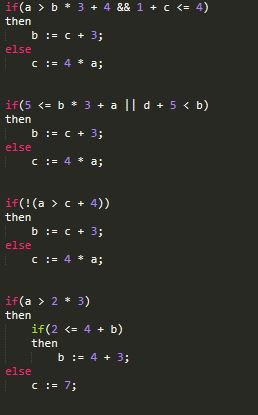 if(a > b * 3 + 4 && 1 + c <= 4)
then
    b := c + 3;
else
    c := 4 * a;

if(5 <= b * 3 + a || d + 5 < b)
then
    b := c + 3;
else
    c := 4 * a;

if(!(a > c + 4))
then
    b := c + 3;
else
    c := 4 * a;

if(a > 2 * 3)
then
    if(2 <= 4 + b)
    then
        b := 4 + 3;
else
    c := 7;